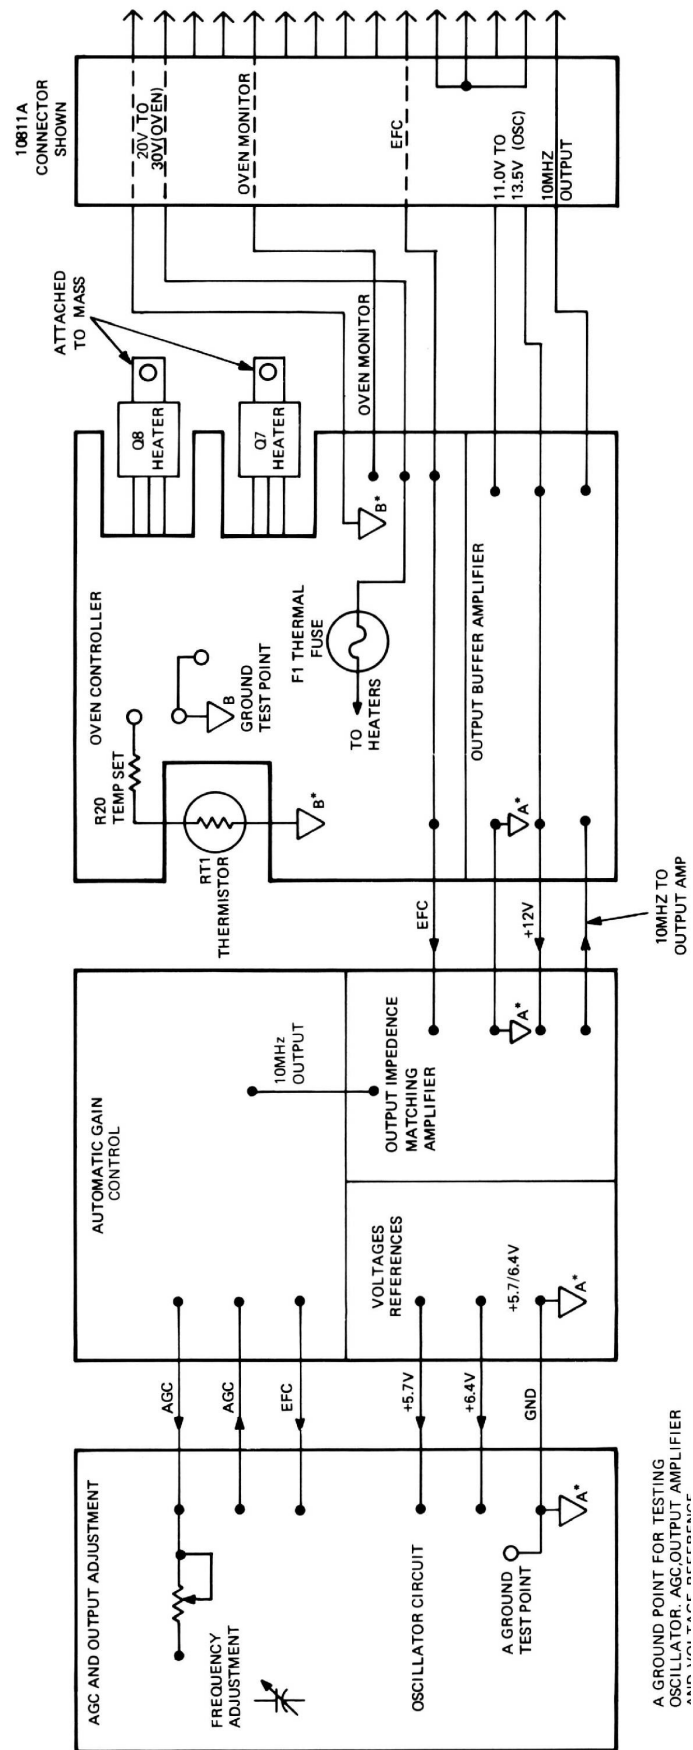 AGC AND OUTPUT ADJUSTMENT
FREQUENCY
ADJUSTMENT
OSCILLATOR CIRCUIT
A GROUND
TEST POINT
A*
AGC
AGC
EFC
+5.7V
+6.4V
GND
AUTOMATIC GAIN
CONTROL
10MHz
OUTPUT
VOLTAGES
REFERENCES
+5.7/6.4V
A*
OUTPUT IMPEDENCE
MATCHING
AMPLIFIER
A*
EFC
+12V
10MHZ TO
OUTPUT AMP
OVEN CONTROLLER
R20
TEMP SET
RT1
THERMISTOR
B*
B
GROUND
TEST POINT
F1 THERMAL
FUSE
TO
HEATERS
B*
OUTPUT BUFFER AMPLIFIER
A*
Q8
HEATER
Q7
HEATER
ATTACHED
TO MASS
OVEN MONITOR
10811A
CONNECTOR
SHOWN
20V TO
30V(OVEN)
OVEN MONITOR
EFC
11.0V TO
13.5V (OSC)
10MHZ
OUTPUT
A GROUND POINT FOR TESTING
OSCILLATOR. AGC,OUTPUT AMPLIFIER
AND VOLTAGE REFERENCE